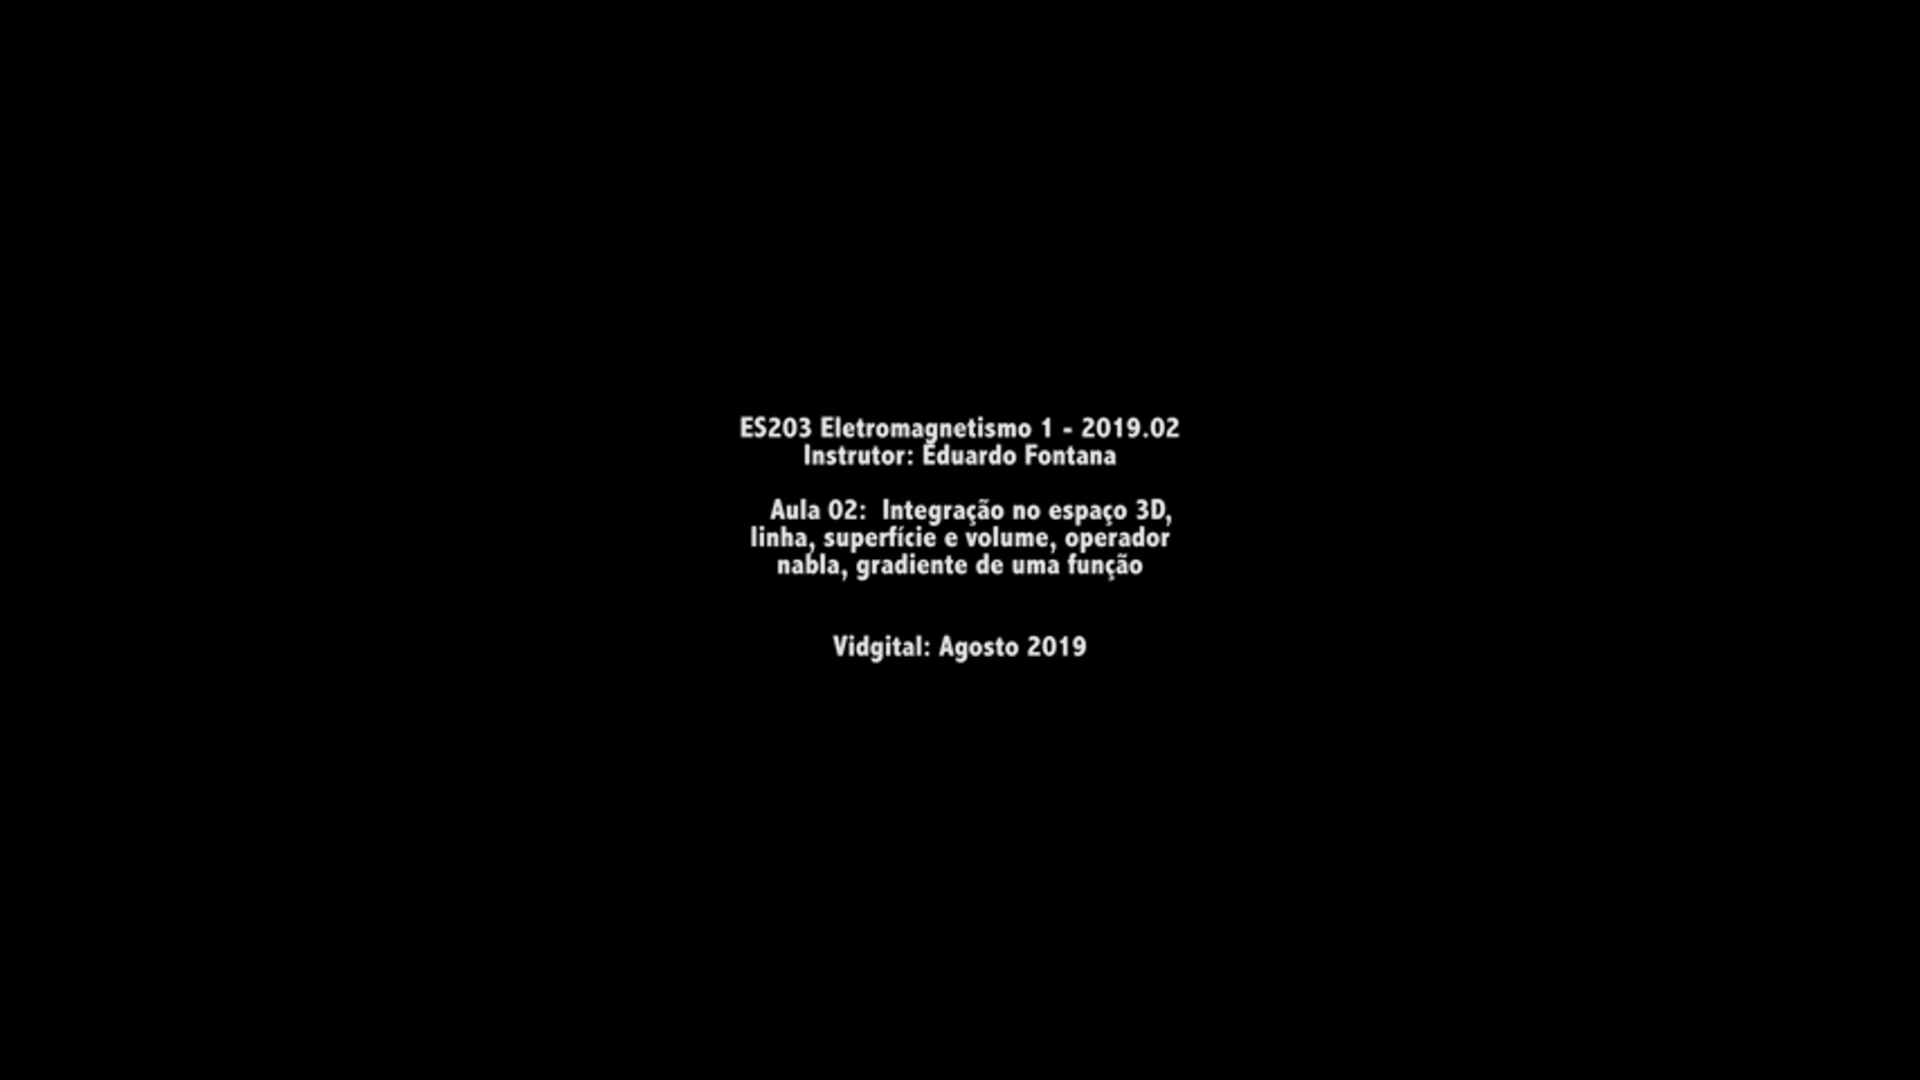 ES203 Eletromagnetismo 1 - 2019.02
Instrutor: Eduardo Fontana
Aula 02: Integração no espaço 3D,
linha, superfície e volume, operador
nabla, gradiente de uma função
Vidgital: Agosto 2019